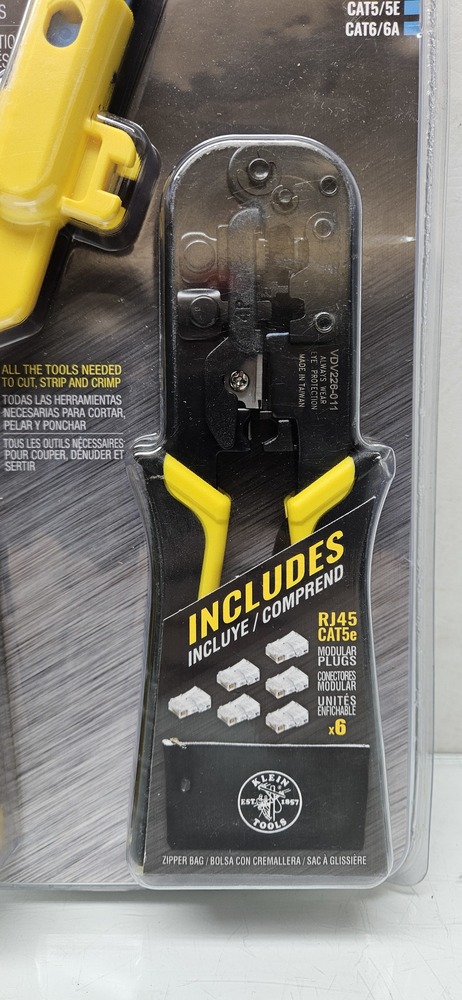 CAT5/5E
CAT6/6A
VDV226-011
ALWAYS WEAR
EYE PROTECTION
MADE IN TAIWAN
ALL THE TOOLS NEEDED
TO CUT, STRIP AND CRIMP
TODAS LAS HERRAMIENTAS
NECESARIAS PARA CORTAR,
PELAR Y PONCHAR
TOUS LES OUTILS NÉCESSAIRES
POUR COUPER, DÉNUDER ET
SERTIR
INCLUDES
INCLUYE / COMPREND
RJ45
CAT5e
MODULAR
PLUGS
CONECTORES
MODULAR
UNITÉS
ENFICHABLE
x6
KLEIN
EST. 1857
TOOLS
ZIPPER BAG / BOLSA CON CREMALLERA / SAC À GLISSIÈRE